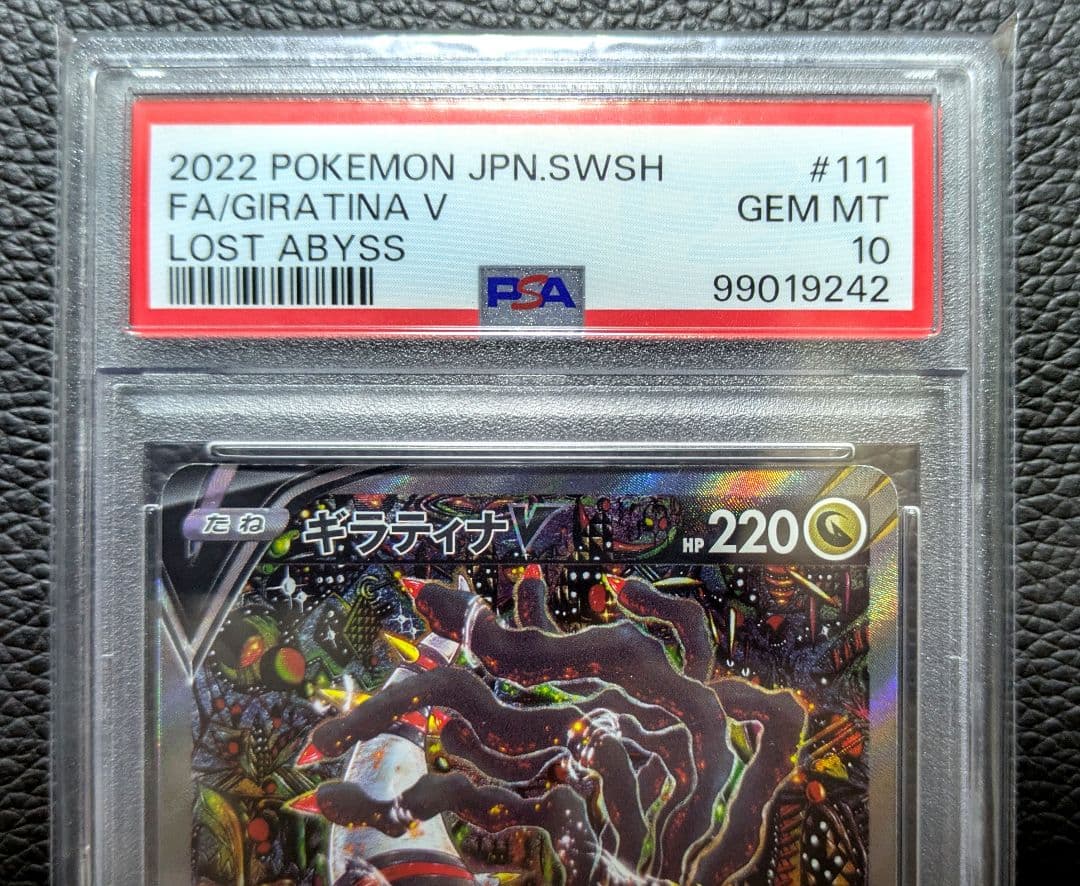 2022 POKEMON JPN.SWSH #111
FA/GIRATINA V GEM MT
LOST ABYSS 10
PSA 99019242
たね ギラティナV HP 220